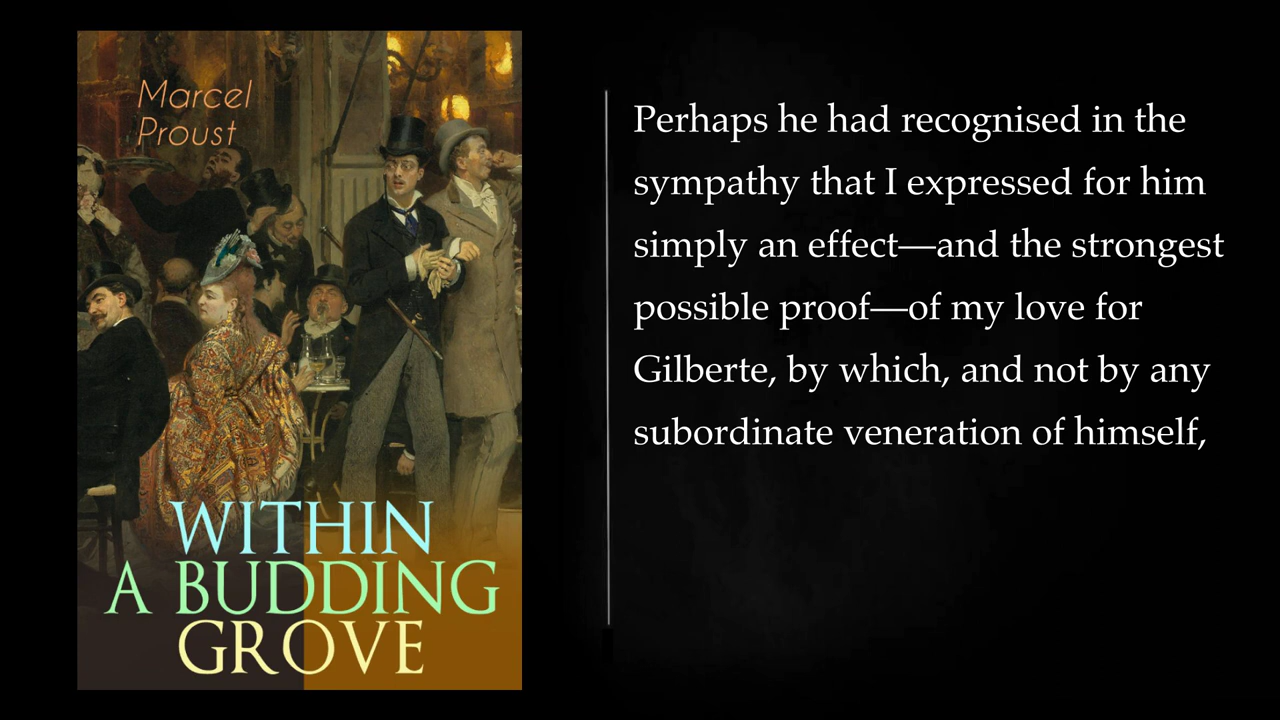 Marcel
Proust
WITHIN
A BUDDING
GROVE
Perhaps he had recognised in the
sympathy that I expressed for him
simply an effect—and the strongest
possible proof—of my love for
Gilberte, by which, and not by any
subordinate veneration of himself,